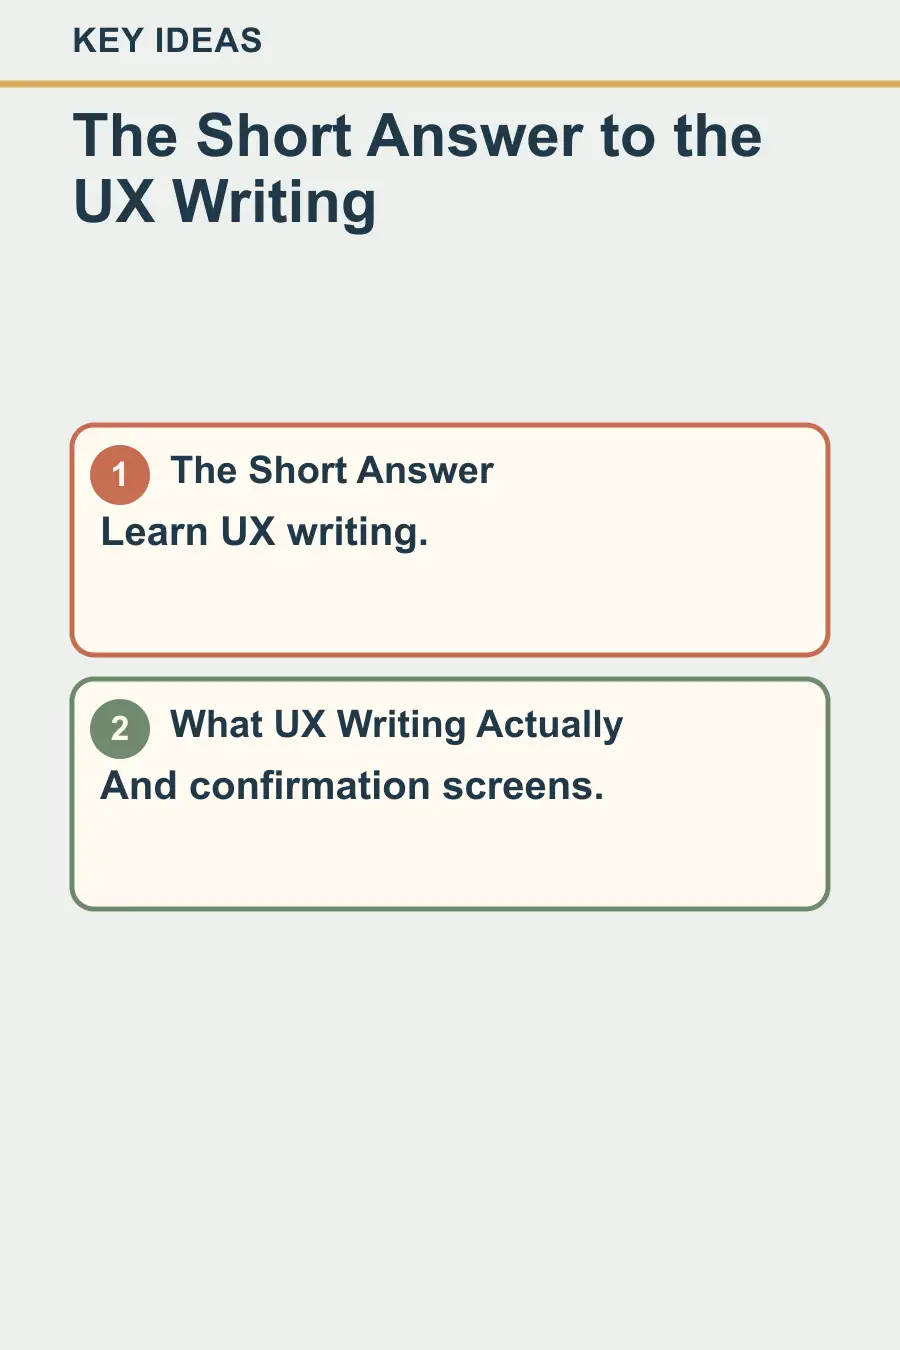 KEY IDEAS
The Short Answer to the
UX Writing
1 The Short Answer
Learn UX writing.
2 What UX Writing Actually
And confirmation screens.